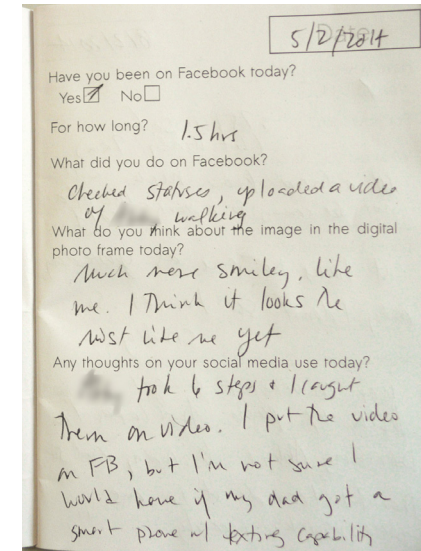 5/2/2014
Have you been on Facebook today?
Yes No
For how long? 1.5 hrs
What did you do on Facebook?
Checked statuses, uploaded a video
of walking
What do you think about the image in the digital
photo frame today?
Much more smiley, like
me. I think it looks the
most like me yet
Any thoughts on your social media use today?
took 6 steps & I caught
them on video. I put the video
on FB, but I'm not sure I
would have if my dad got a
smart phone w/ texting capability